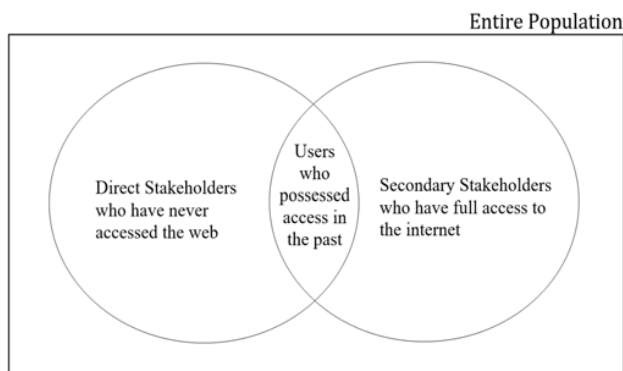 Entire Population
Direct Stakeholders
who have never
accessed the web
Users
who
possessed
access in
the past
Secondary Stakeholders
who have full access to
the internet